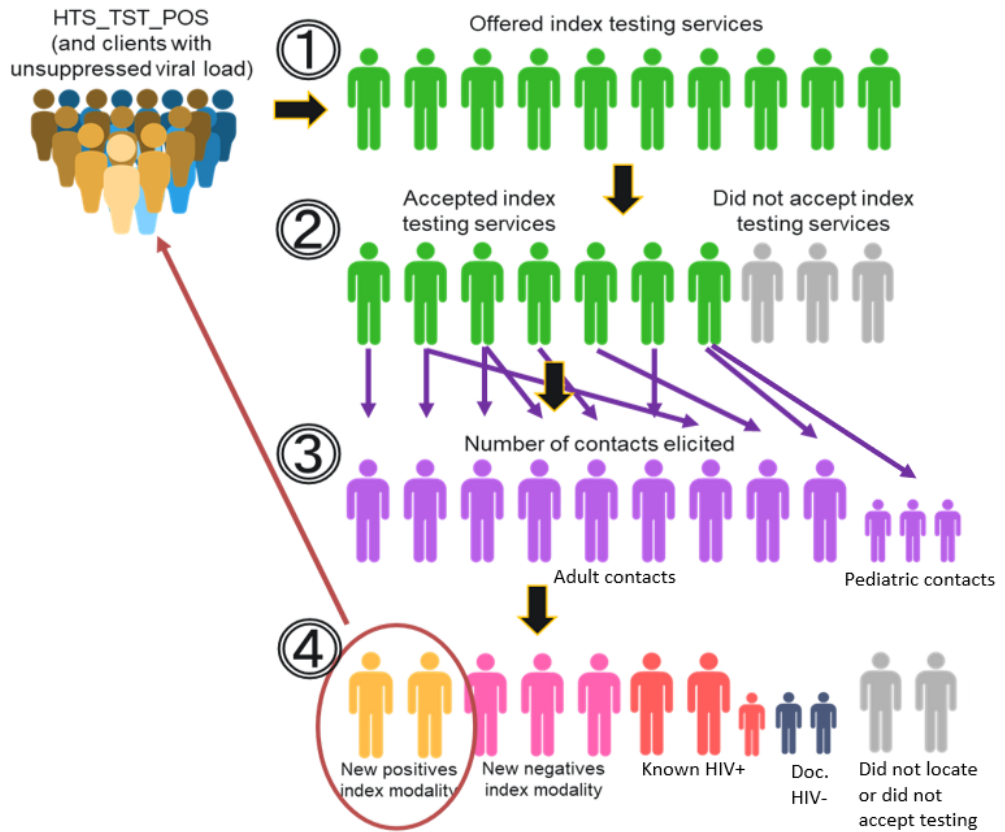 HTS_TST_POS
(and clients with
unsuppressed viral load)
1
Offered index testing services
2
Accepted index
testing services
Did not accept index
testing services
3
Number of contacts elicited
Adult contacts
Pediatric contacts
4
New positives
index modality
New negatives
index modality
Known HIV+
Doc.
HIV-
Did not locate
or did not
accept testing